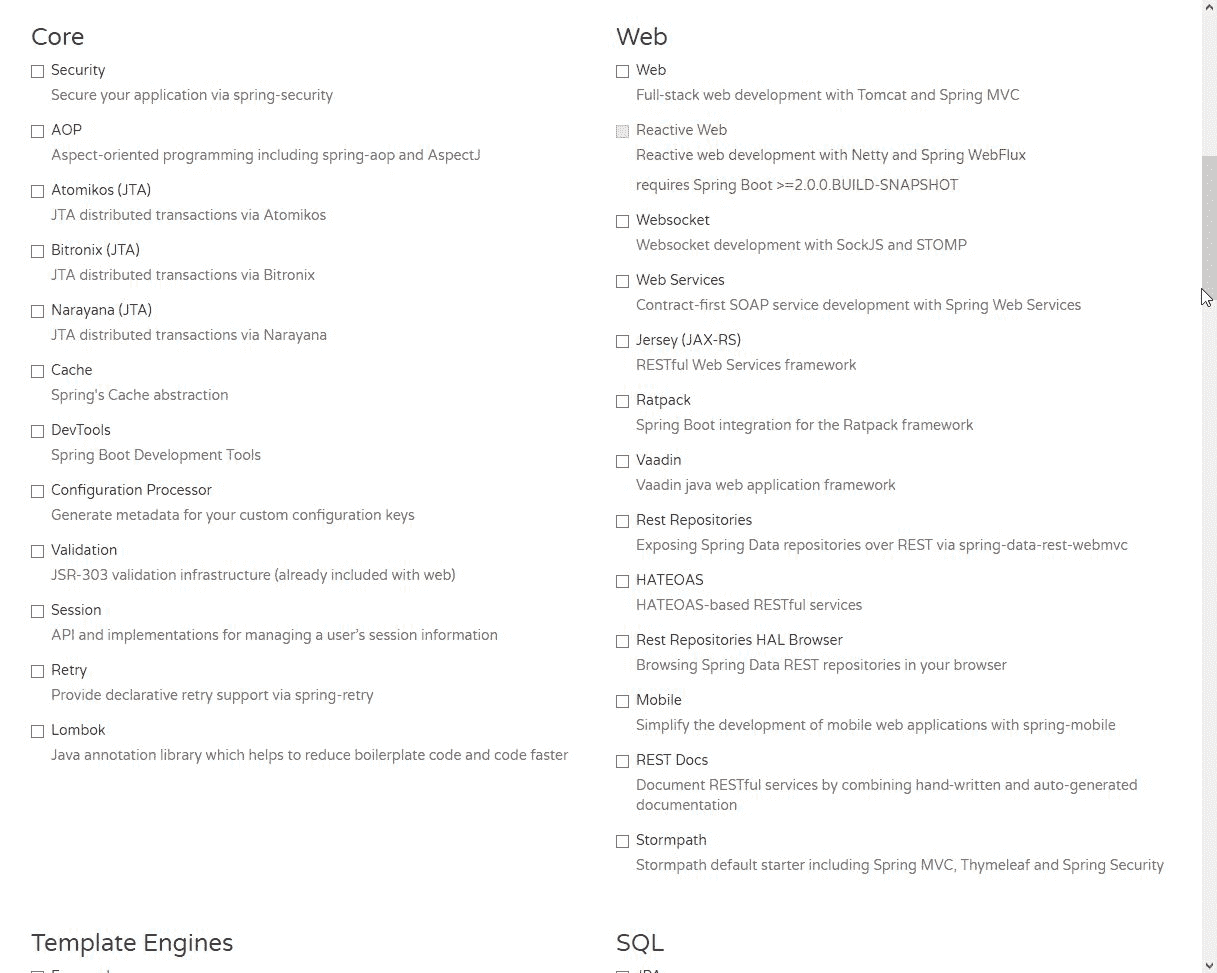 Core
Security
Secure your application via spring-security
AOP
Aspect-oriented programming including spring-aop and AspectJ
Atomikos (JTA)
JTA distributed transactions via Atomikos
Bitronix (JTA)
JTA distributed transactions via Bitronix
Narayana (JTA)
JTA distributed transactions via Narayana
Cache
Spring's Cache abstraction
DevTools
Spring Boot Development Tools
Configuration Processor
Generate metadata for your custom configuration keys
Validation
JSR-303 validation infrastructure (already included with web)
Session
API and implementations for managing a user's session information
Retry
Provide declarative retry support via spring-retry
Lombok
Java annotation library which helps to reduce boilerplate code and code faster
Web
Web
Full-stack web development with Tomcat and Spring MVC
Reactive Web
Reactive web development with Netty and Spring WebFlux
requires Spring Boot >=2.0.0.BUILD-SNAPSHOT
Websocket
Websocket development with SockJS and STOMP
Web Services
Contract-first SOAP service development with Spring Web Services
Jersey (JAX-RS)
RESTful Web Services framework
Ratpack
Spring Boot integration for the Ratpack framework
Vaadin
Vaadin java web application framework
Rest Repositories
Exposing Spring Data repositories over REST via spring-data-rest-webmvc
HATEOAS
HATEOAS-based RESTful services
Rest Repositories HAL Browser
Browsing Spring Data REST repositories in your browser
Mobile
Simplify the development of mobile web applications with spring-mobile
REST Docs
Document RESTful services by combining hand-written and auto-generated
documentation
Stormpath
Stormpath default starter including Spring MVC, Thymeleaf and Spring Security
Template Engines
SQL
JPA